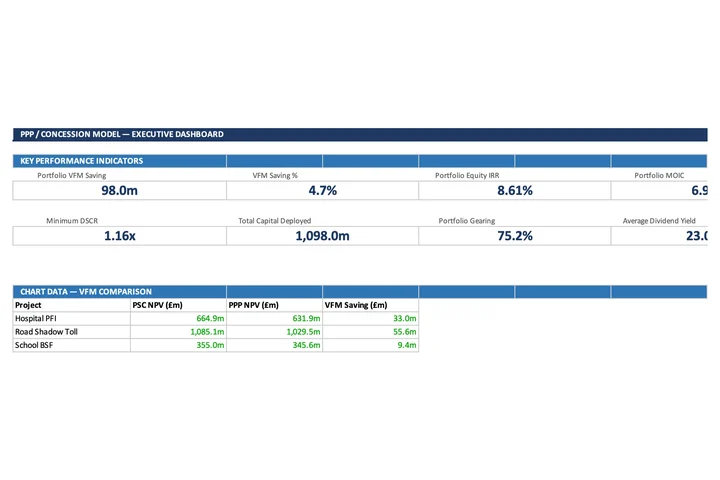 PPP / CONCESSION MODEL — EXECUTIVE DASHBOARD
KEY PERFORMANCE INDICATORS
Portfolio VFM Saving VFM Saving % Portfolio Equity IRR Portfolio MOIC
98.0m 4.7% 8.61% 6.9
Minimum DSCR Total Capital Deployed Portfolio Gearing Average Dividend Yield
1.16x 1,098.0m 75.2% 23.0
CHART DATA — VFM COMPARISON
Project PSC NPV (£m) PPP NPV (£m) VFM Saving (£m)
Hospital PFI 664.9m 631.9m 33.0m
Road Shadow Toll 1,085.1m 1,029.5m 55.6m
School BSF 355.0m 345.6m 9.4m